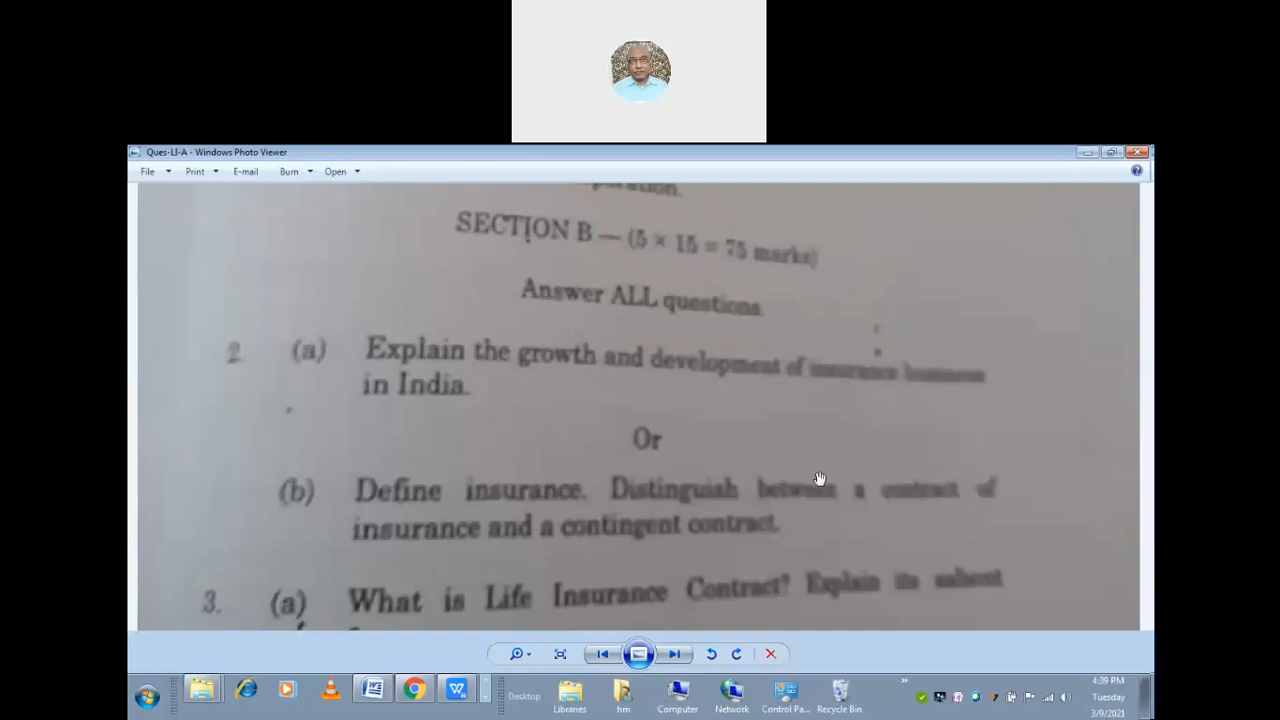 Ques-LI-A - Windows Photo Viewer
File Print E-mail Burn Open
SECTION B — (5 × 15 = 75 marks)
Answer ALL questions.
2. (a) Explain the growth and development of insurance business
in India.
Or
(b) Define insurance. Distinguish between a contract of
insurance and a contingent contract.
3. (a) What is Life Insurance Contract? Explain its salient
Desktop
Libraries
hm
Computer
Network
Control Pa...
Recycle Bin
4:39 PM
Tuesday
3/9/2021